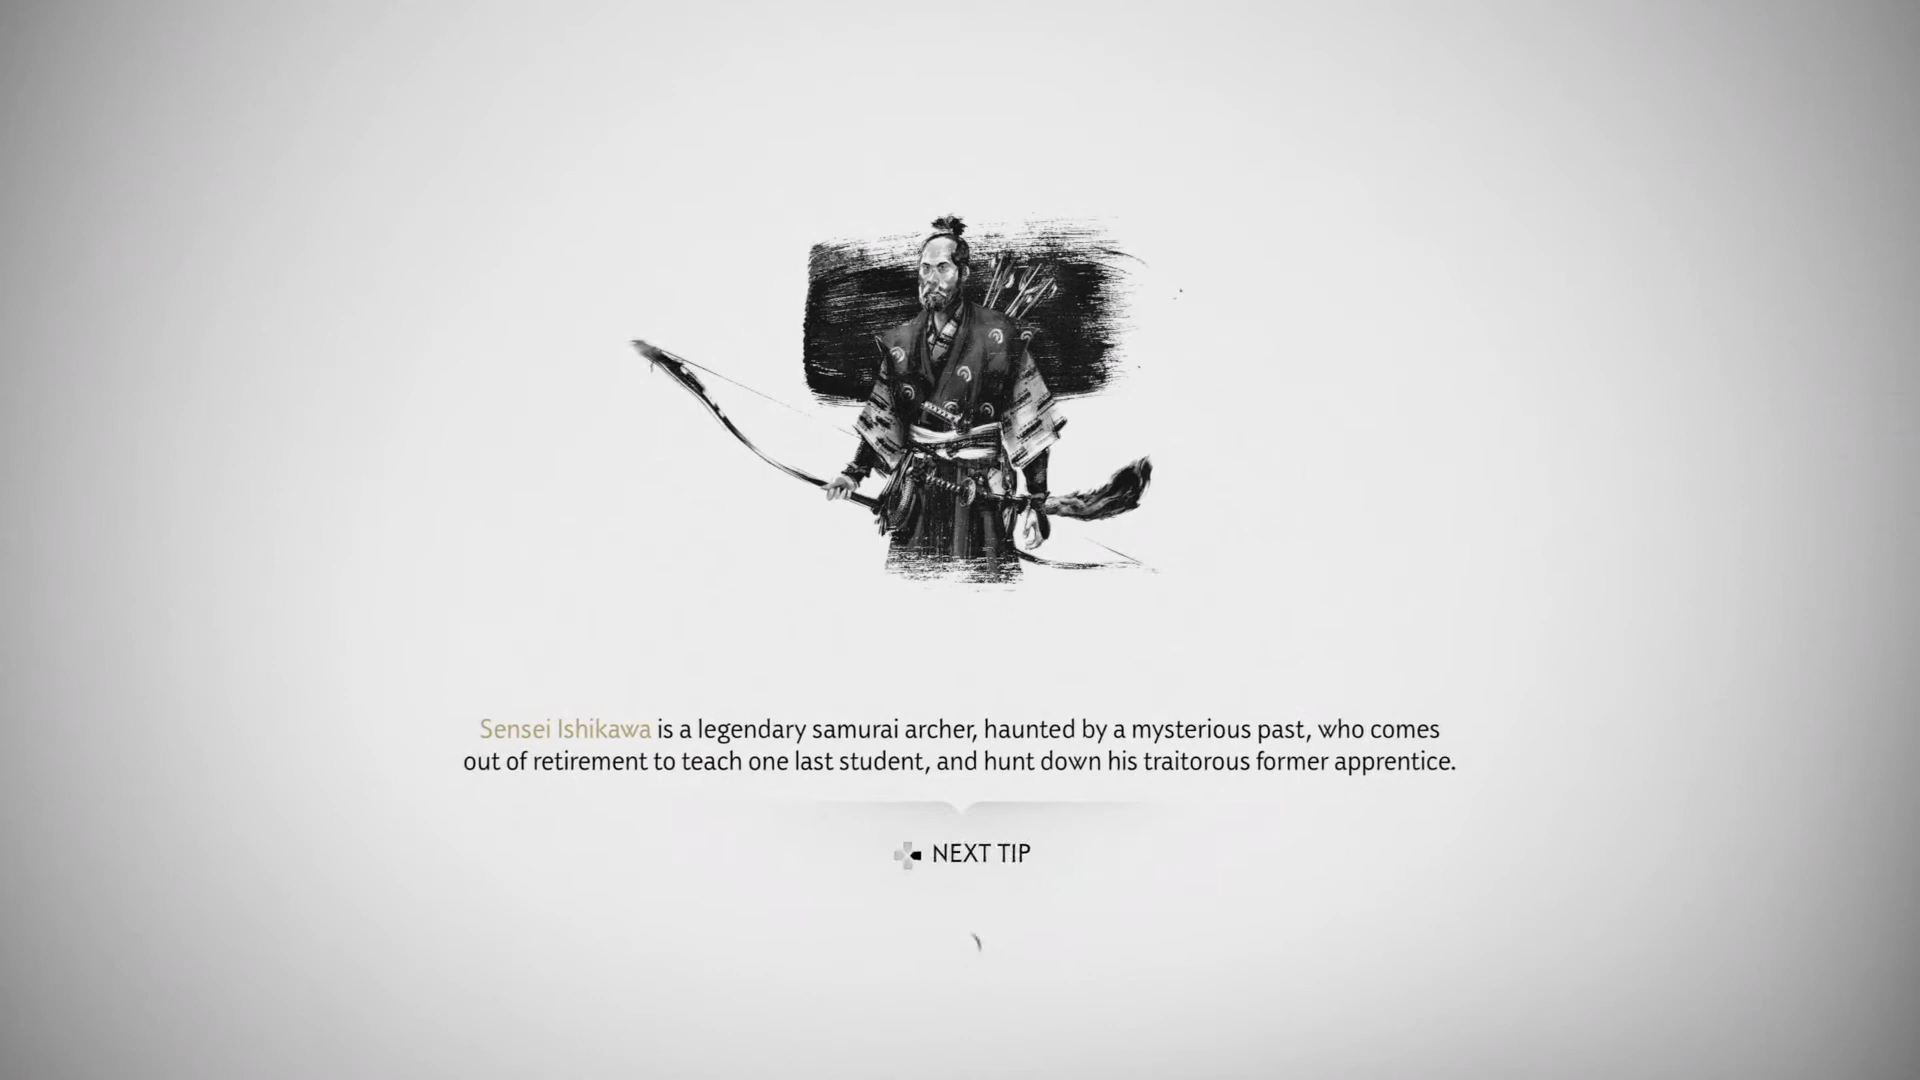 Sensei Ishikawa is a legendary samurai archer, haunted by a mysterious past, who comes
out of retirement to teach one last student, and hunt down his traitorous former apprentice.
NEXT TIP